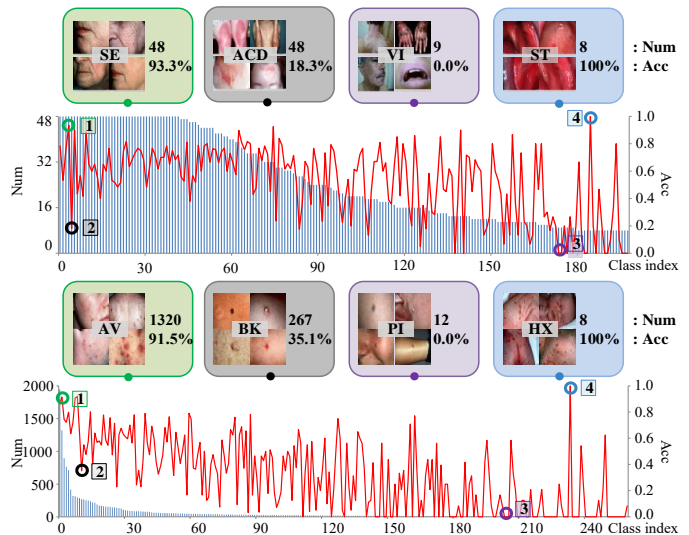 SE 48 93.3%
ACD 48 18.3%
VI 9 0.0%
ST 8 100%
: Num
: Acc
48 32 16 0
Num
1 2 3 4
1.0 0.8 0.6 0.4 0.2 0.0
Acc
0 30 60 90 120 150 180 Class index
AV 1320 91.5%
BK 267 35.1%
PI 12 0.0%
HX 8 100%
: Num
: Acc
2000 1500 1000 500 0
Num
1 2 3 4
1.0 0.8 0.6 0.4 0.2 0.0
Acc
0 30 60 90 120 150 180 210 240 Class index